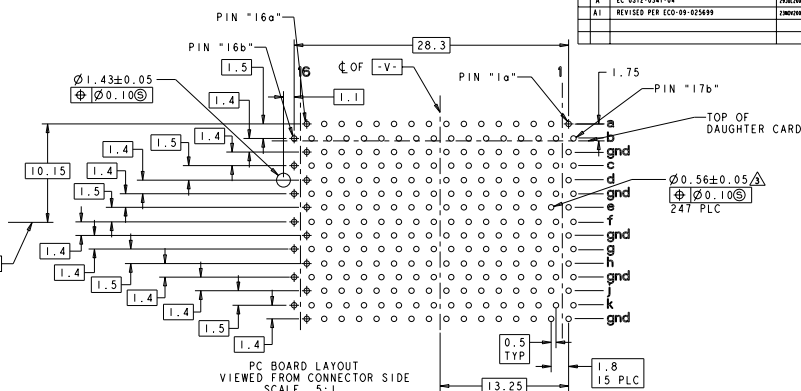 A EC 0S12-0341-04
A1 REVISED PER ECO-09-025699
PIN "16a"
PIN "16b"
28.3
1.5
16
℄ OF -V-
PIN "1a"
1
1.75
PIN "17b"
Ø1.43±0.05
⌖ Ø0.10Ⓢ
1.4
1.1
a
TOP OF
DAUGHTER CARD
b
10.15
1.5
1.4
gnd
c
1.4
d
Ø0.56±0.05 3
⌖ Ø0.10Ⓢ
247 PLC
gnd
1.5
e
f
1.4
gnd
1.4
g
1.5
h
1.4
gnd
1.4
j
1.5
k
1.4
gnd
0.5
TYP
1.8
15 PLC
PC BOARD LAYOUT
VIEWED FROM CONNECTOR SIDE
SCALE 5:1
13.25